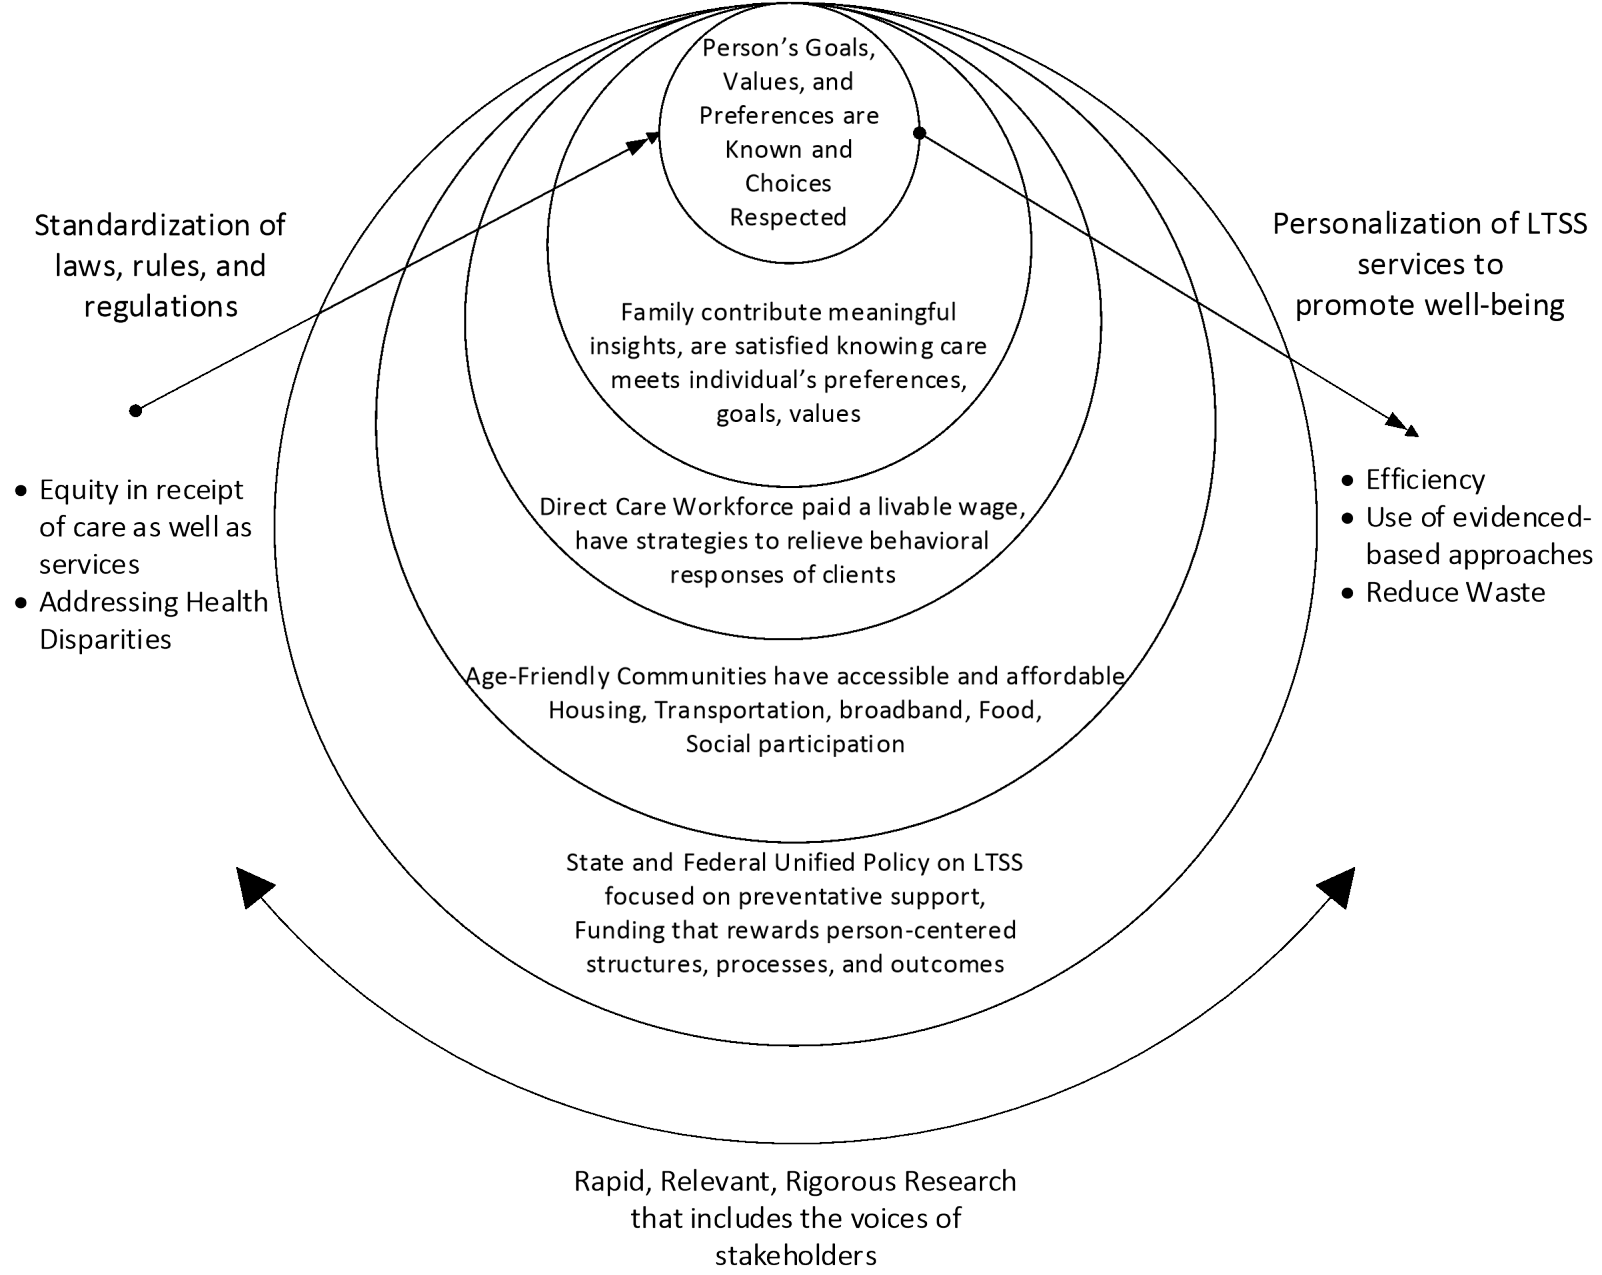 Person’s Goals,
Values, and
Preferences are
Known and
Choices
Respected
Standardization of
laws, rules, and
regulations
Personalization of LTSS
services to
promote well-being
Family contribute meaningful
insights, are satisfied knowing care
meets individual’s preferences,
goals, values
• Equity in receipt
of care as well as
services
• Addressing Health
Disparities
• Efficiency
• Use of evidenced-
based approaches
• Reduce Waste
Direct Care Workforce paid a livable wage,
have strategies to relieve behavioral
responses of clients
Age-Friendly Communities have accessible and affordable
Housing, Transportation, broadband, Food,
Social participation
State and Federal Unified Policy on LTSS
focused on preventative support,
Funding that rewards person-centered
structures, processes, and outcomes
Rapid, Relevant, Rigorous Research
that includes the voices of
stakeholders